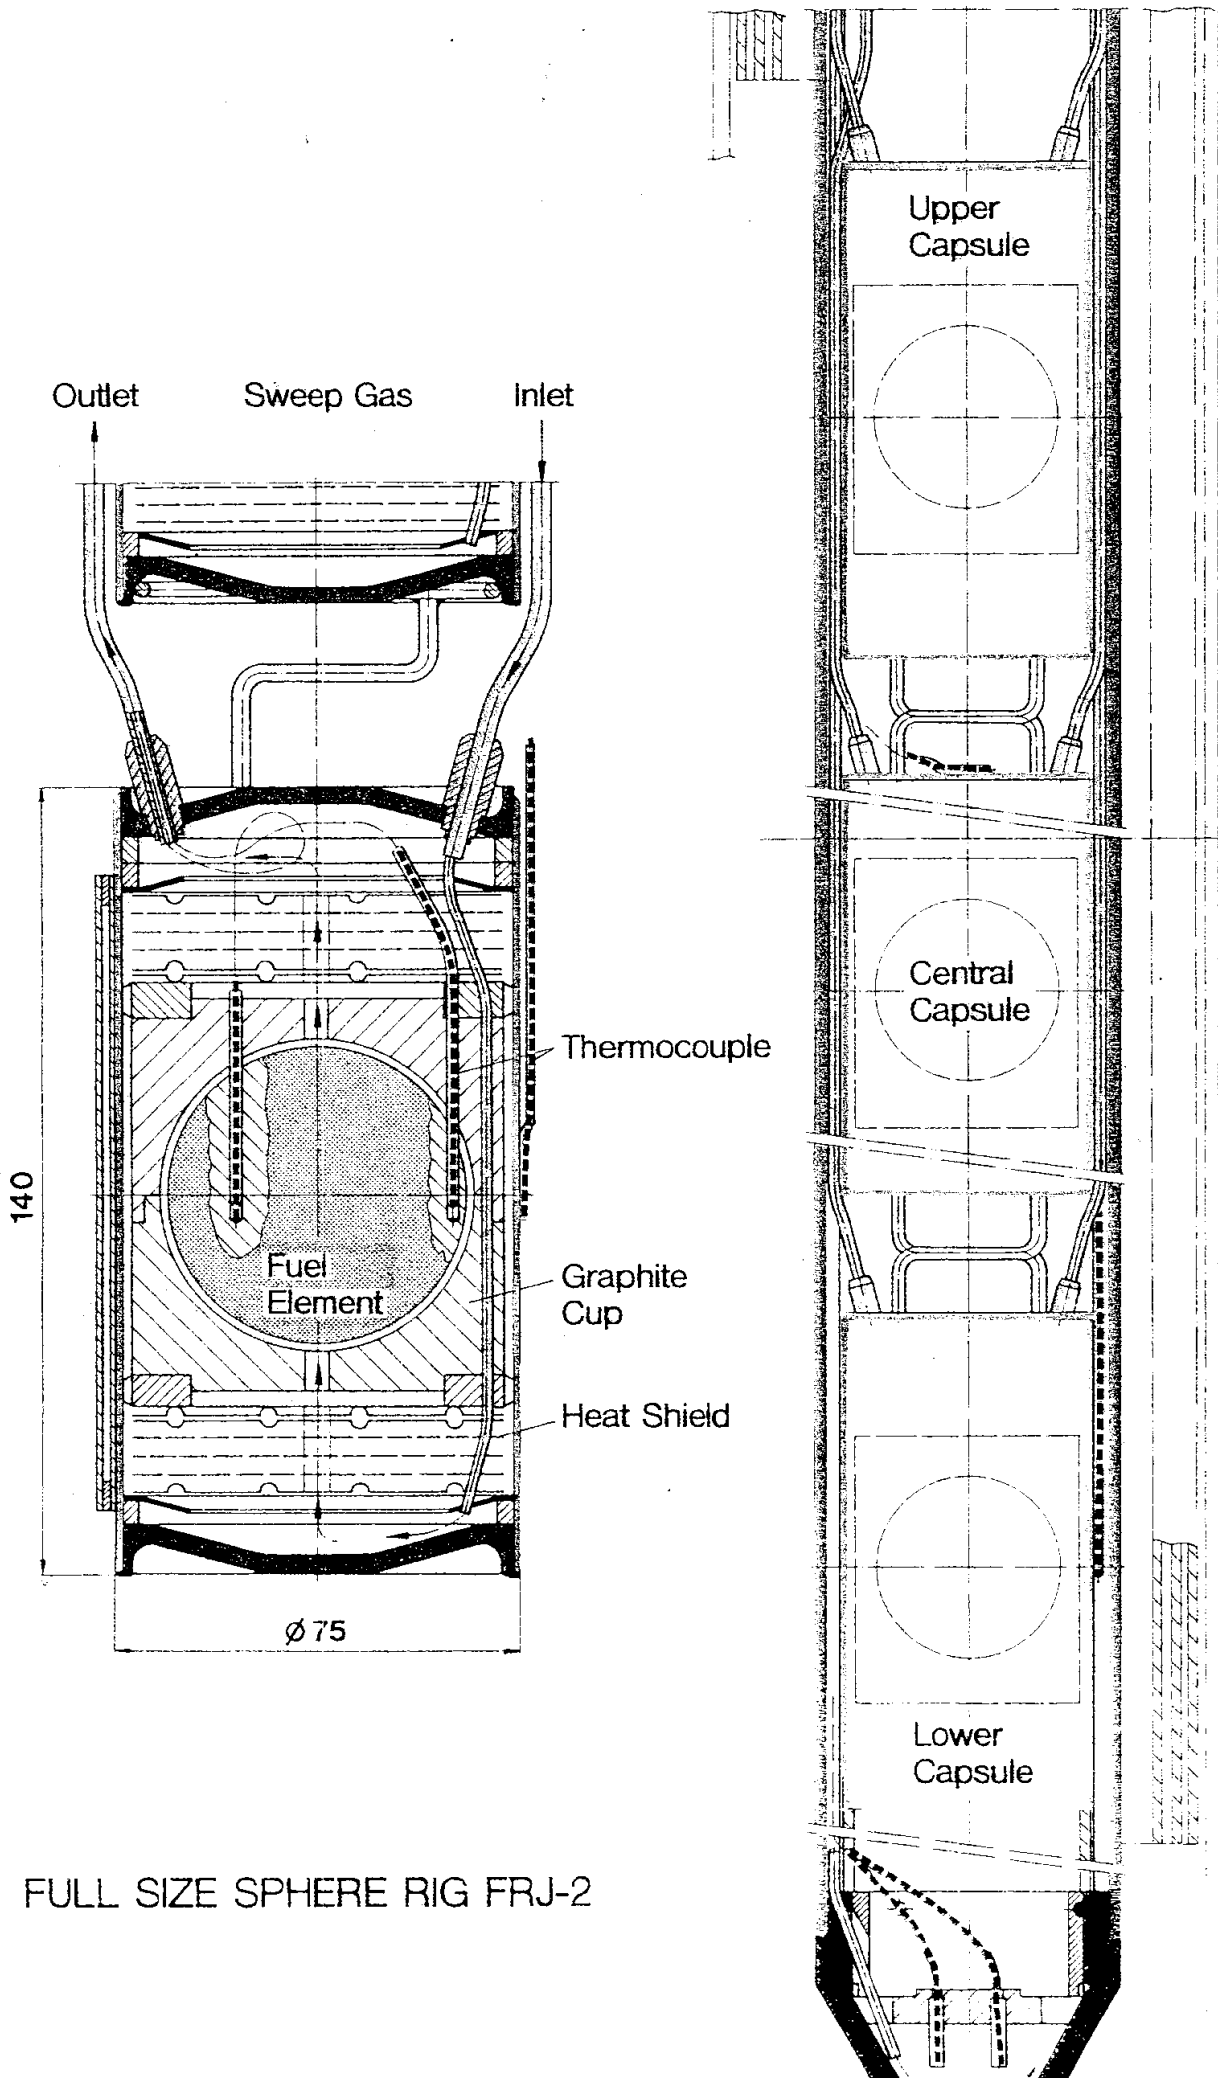 Upper
Capsule
Outlet
Sweep Gas
Inlet
Central
Capsule
Thermocouple
140
Fuel
Element
Graphite
Cup
Heat Shield
Ø 75
Lower
Capsule
FULL SIZE SPHERE RIG FRJ-2